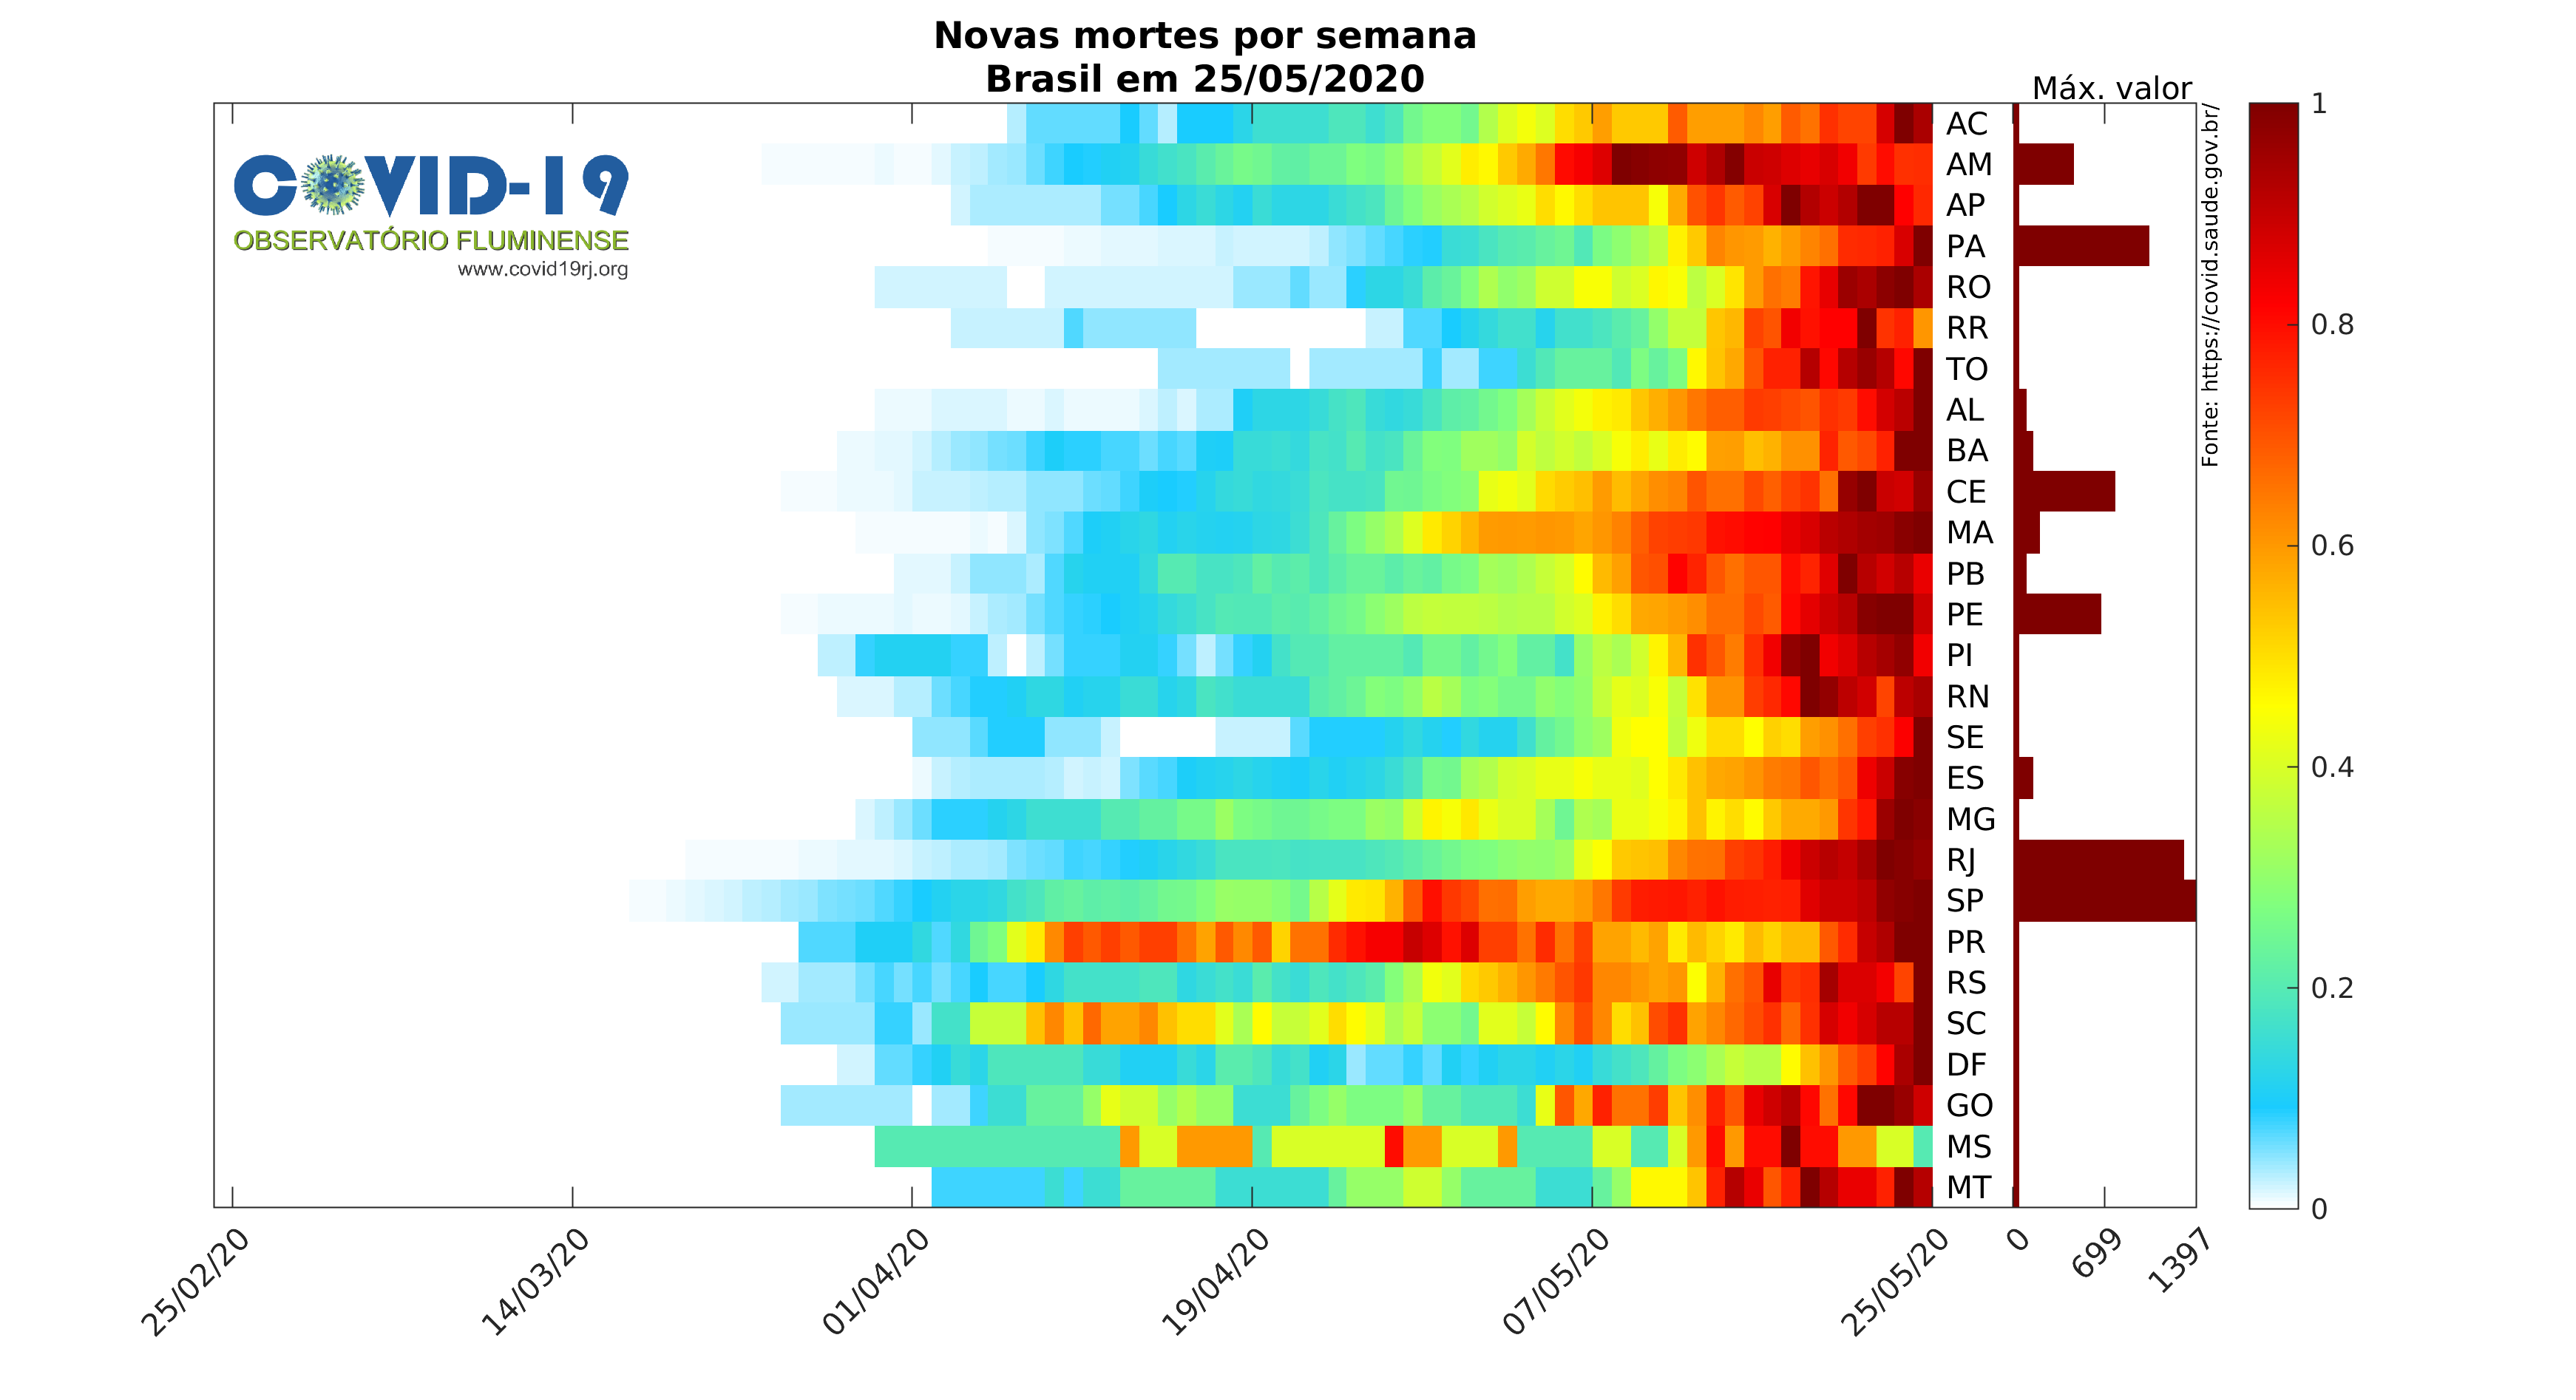 Novas mortes por semana
Brasil em 25/05/2020
Máx. valor
COVID-19
OBSERVATÓRIO FLUMINENSE
www.covid19rj.org
AC
AM
AP
PA
RO
RR
TO
AL
BA
CE
MA
PB
PE
PI
RN
SE
ES
MG
RJ
SP
PR
RS
SC
DF
GO
MS
MT
Fonte: https://covid.saude.gov.br/
1
0.8
0.6
0.4
0.2
0
25/02/20
14/03/20
01/04/20
19/04/20
07/05/20
25/05/20
0
699
1397